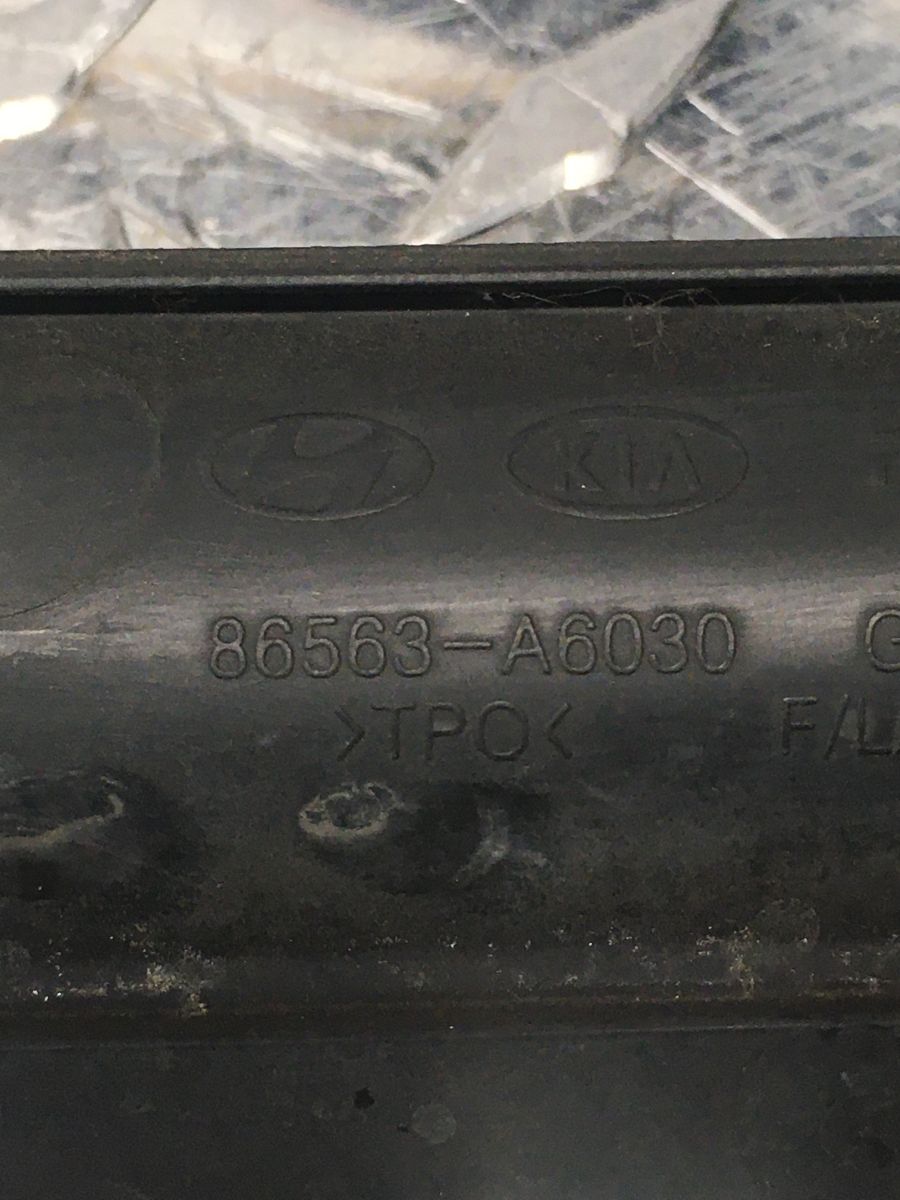 KIA
86563-A6030 G
>TPO< F/L